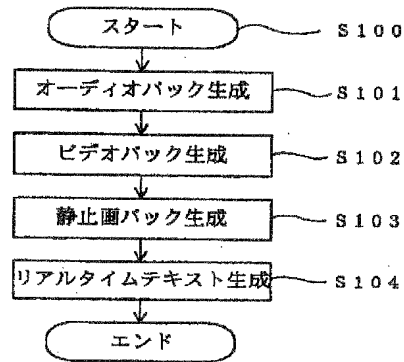 スタート S100
オーディオパック生成 S101
ビデオパック生成 S102
静止画パック生成 S103
リアルタイムテキスト生成 S104
エンド